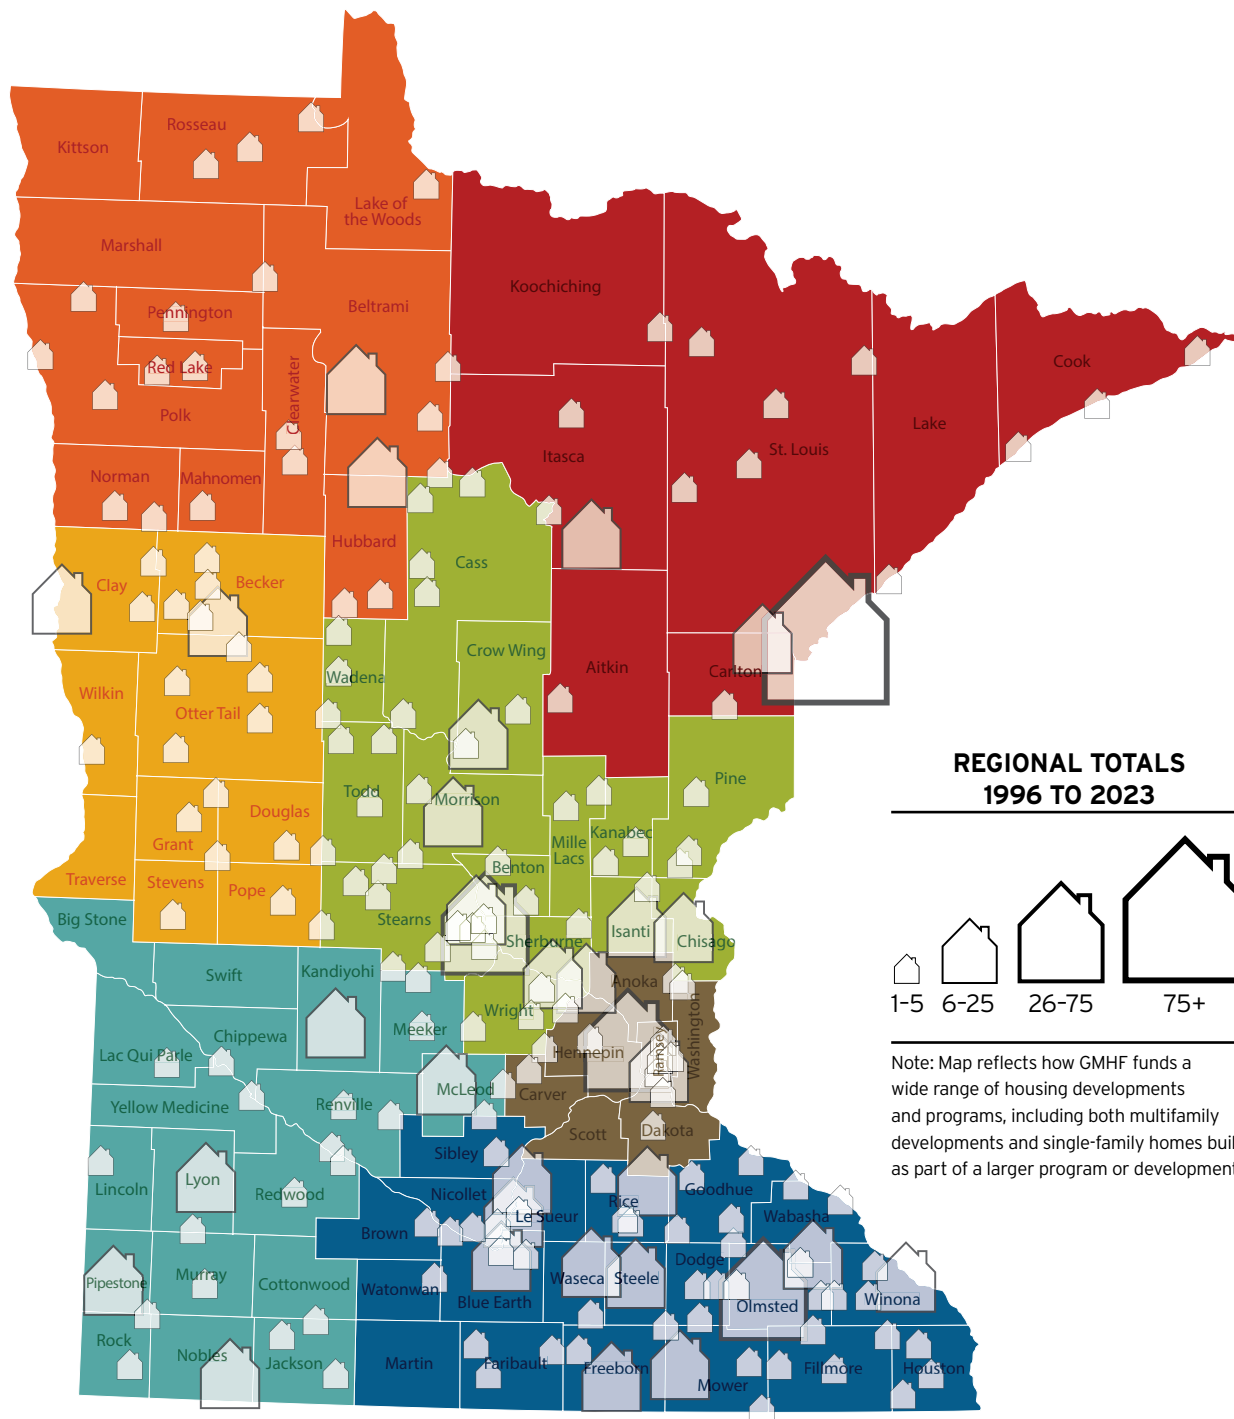 Rosseau
Kittson
Lake of
the Woods
Marshall
Koochiching
Beltrami
Pennington
Cook
Red Lake
Clearwater
Polk
Lake
St. Louis
Itasca
Norman
Mahnomen
Hubbard
Cass
Clay
Becker
Crow Wing
Aitkin
Carlton
Wadena
Wilkin
Otter Tail
REGIONAL TOTALS
1996 TO 2023
Pine
Todd
Morrison
Douglas
Kanabec
Grant
Mille
Lacs
Benton
Traverse
Stevens
Pope
Big Stone
Stearns
Isanti
Sherburne
Chisago
Swift
Kandiyohi
Anoka
1-5
6-25
26-75
75+
Wright
Washington
Meeker
Chippewa
Ramsey
Hennepin
Lac Qui Parle
McLeod
Carver
Note: Map reflects how GMHF funds a
wide range of housing developments
and programs, including both multifamily
developments and single-family homes buil
as part of a larger program or development
Yellow Medicine
Renville
Scott
Dakota
Sibley
Lyon
Lincoln
Redwood
Nicollet
Rice
Goodhue
Le Sueur
Wabasha
Brown
Dodge
Murray
Pipestone
Cottonwood
Watonwan
Waseca
Steele
Blue Earth
Olmsted
Winona
Rock
Nobles
Jackson
Martin
Faribault
Freeborn
Mower
Fillmore
Houston